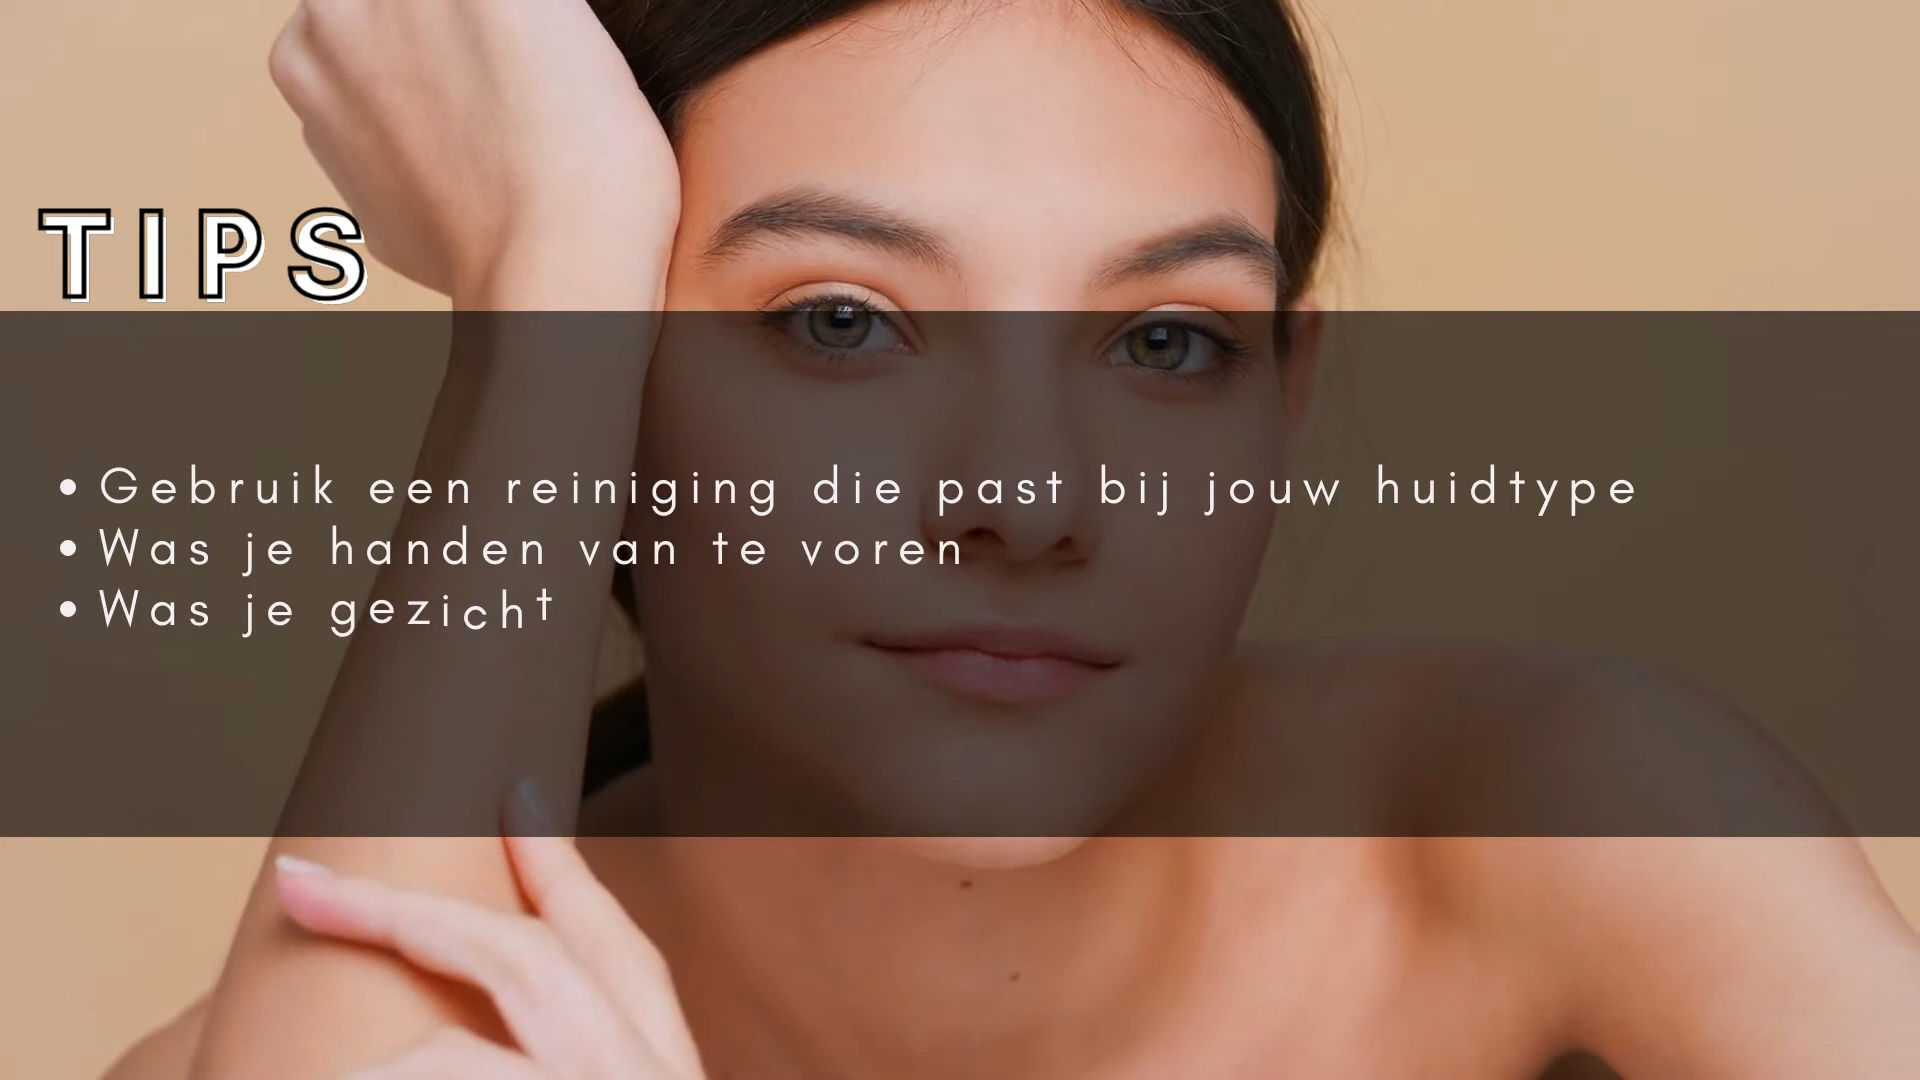 TIPS
• Gebruik een reiniging die past bij jouw huidtype
• Was je handen van te voren
• Was je gezicht